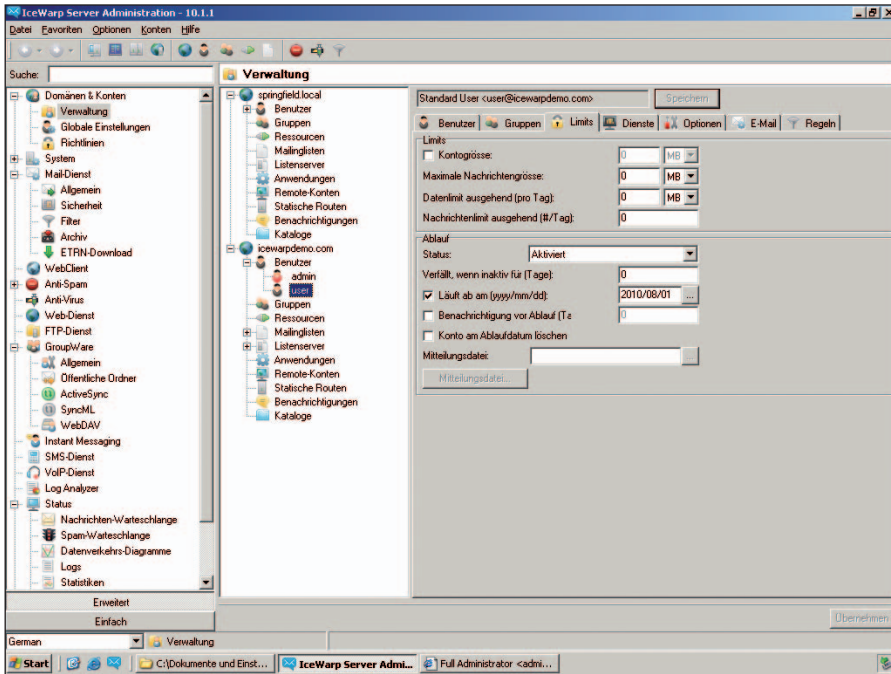 IceWarp Server Administration - 10.1.1
Datei Favoriten Optionen Konten Hilfe
Suche:
Verwaltung
Domänen & Konten
Verwaltung
Globale Einstellungen
Richtlinien
System
Mail-Dienst
Allgemein
Sicherheit
Filter
Archiv
ETRN-Download
WebClient
Anti-Spam
Anti-Virus
Web-Dienst
FTP-Dienst
GroupWare
Allgemein
Öffentliche Ordner
ActiveSync
SyncML
WebDAV
Instant Messaging
SMS-Dienst
VoIP-Dienst
Log Analyzer
Status
Nachrichten-Warteschlange
Spam-Warteschlange
Datenverkehrs-Diagramme
Logs
Statistiken
Erweitert
Einfach
springfield.local
Benutzer
Gruppen
Ressourcen
Mailinglisten
Listenserver
Anwendungen
Remote-Konten
Statische Routen
Benachrichtigungen
Kataloge
icewarpdemo.com
Benutzer
admin
user
Gruppen
Ressourcen
Mailinglisten
Listenserver
Anwendungen
Remote-Konten
Statische Routen
Benachrichtigungen
Kataloge
Standard User <user@icewarpdemo.com> Speichern
Benutzer Gruppen Limits Dienste Optionen E-Mail Regeln
Limits
Kontogrösse: 0 MB
Maximale Nachrichtengrösse: 0 MB
Datenlimit ausgehend (pro Tag): 0 MB
Nachrichtenlimit ausgehend (#/Tag): 0
Ablauf
Status: Aktiviert
Verfällt, wenn inaktiv für (Tage): 0
Läuft ab am (yyyy/mm/dd): 2010/08/01 ...
Benachrichtigung vor Ablauf (Ta 0
Konto am Ablaufdatum löschen
Mitteilungsdatei: ...
Mitteilungsdatei...
Übernehmen
German Verwaltung
Start C:\Dokumente und Einst... IceWarp Server Admi... Full Administrator <admi...